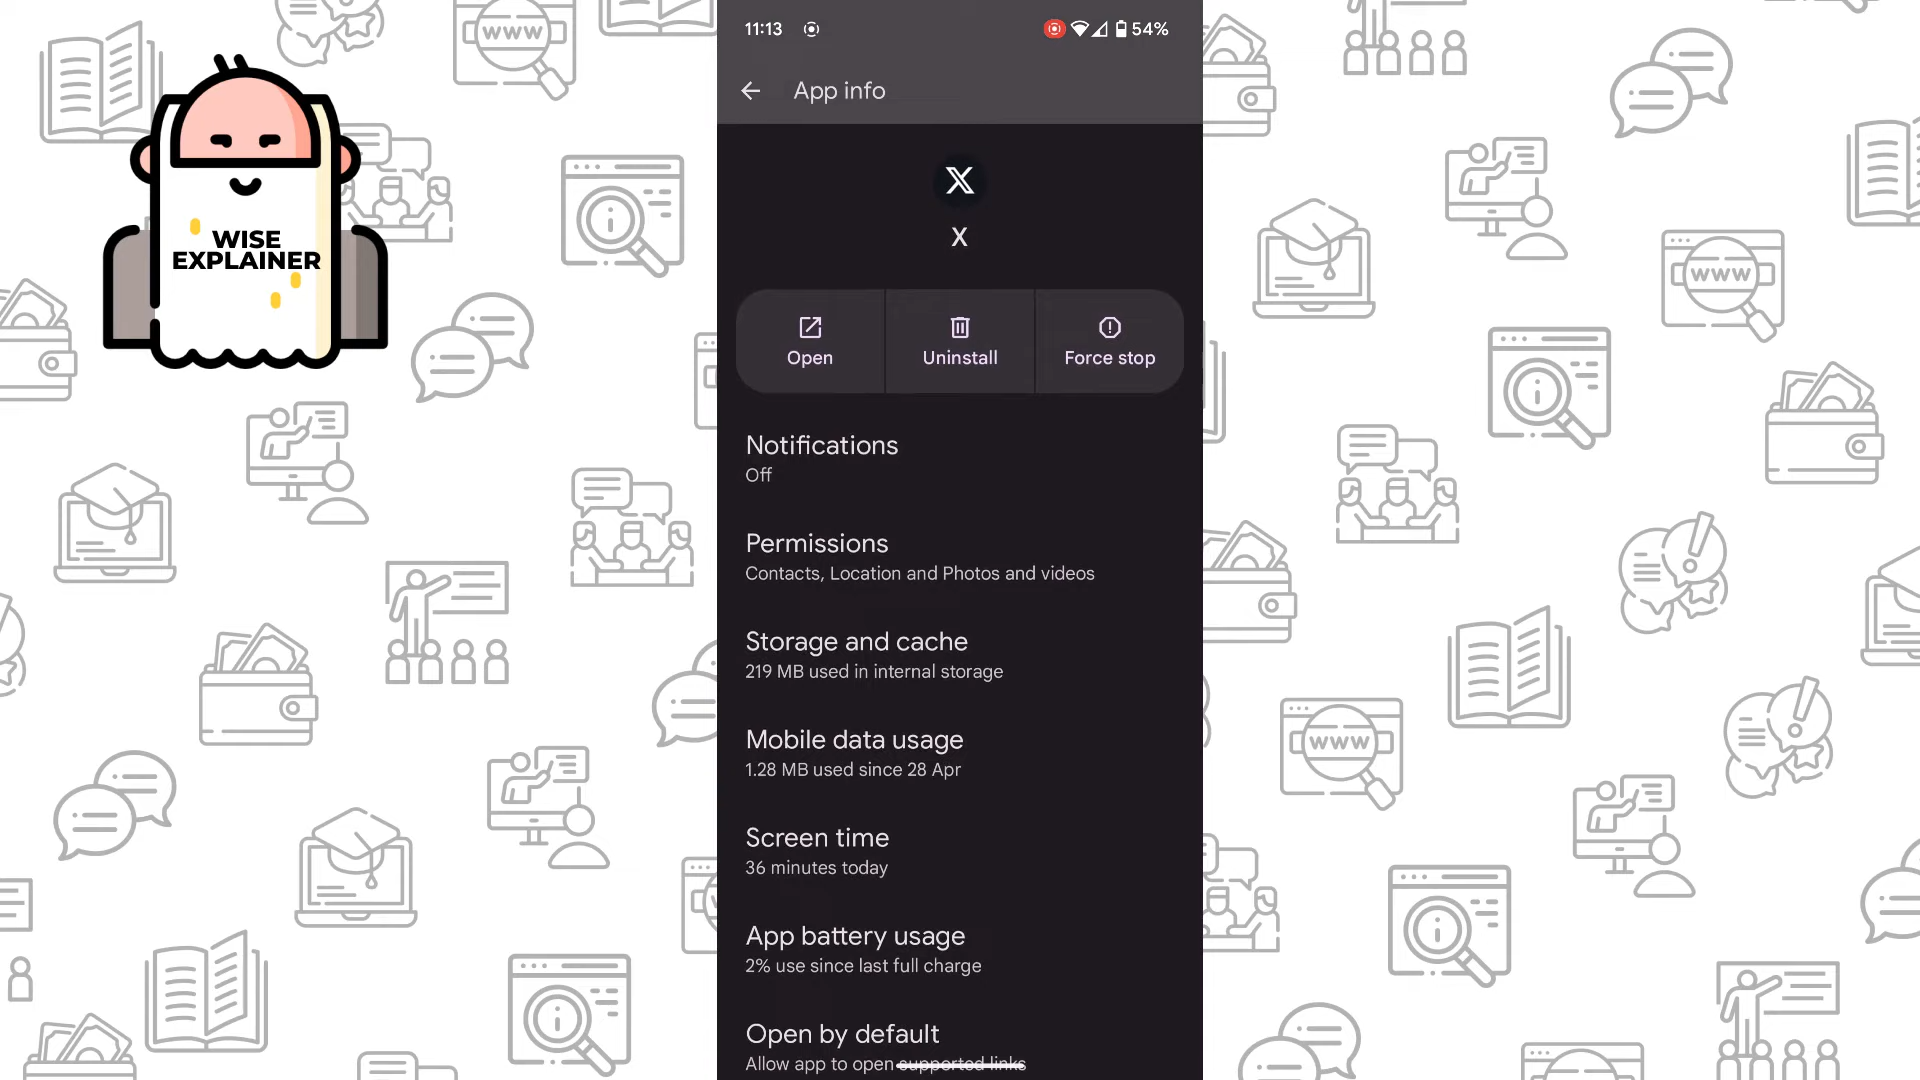 WISE
EXPLAINER
11:13
54%
App info
X
Open
Uninstall
Force stop
Notifications
Off
Permissions
Contacts, Location and Photos and videos
Storage and cache
219 MB used in internal storage
Mobile data usage
1.28 MB used since 28 Apr
Screen time
36 minutes today
App battery usage
2% use since last full charge
Open by default
Allow app to open supported links
www
www
www